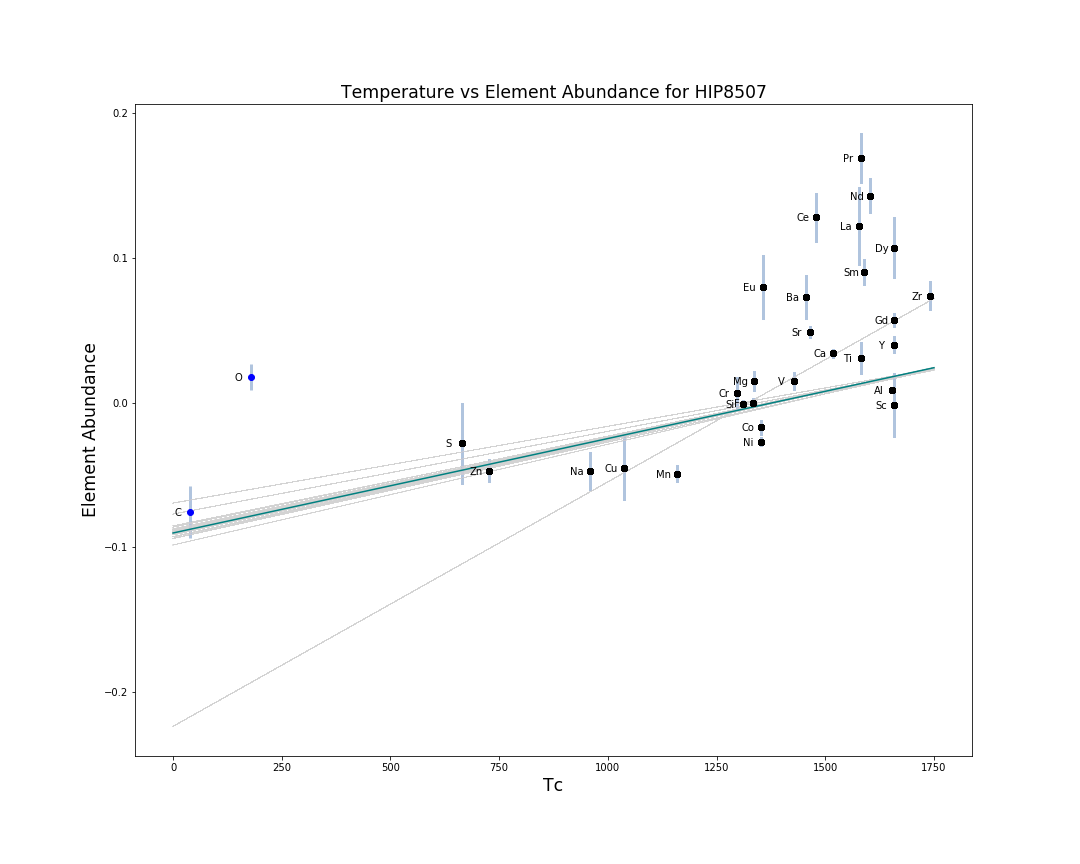 Temperature vs Element Abundance for HIP8507
0.2
Pr
Nd
Ce
La
Dy
0.1
Sm
Eu
Ba
Zr
Gd
Sr
Y
Ca
Ti
O
Mg
V
Cr
Al
0.0
Si
Fe
Sc
Co
S
Ni
Zn
Na
Cu
Mn
C
−0.1
−0.2
0
250
500
750
1000
1250
1500
1750
Tc
Element Abundance